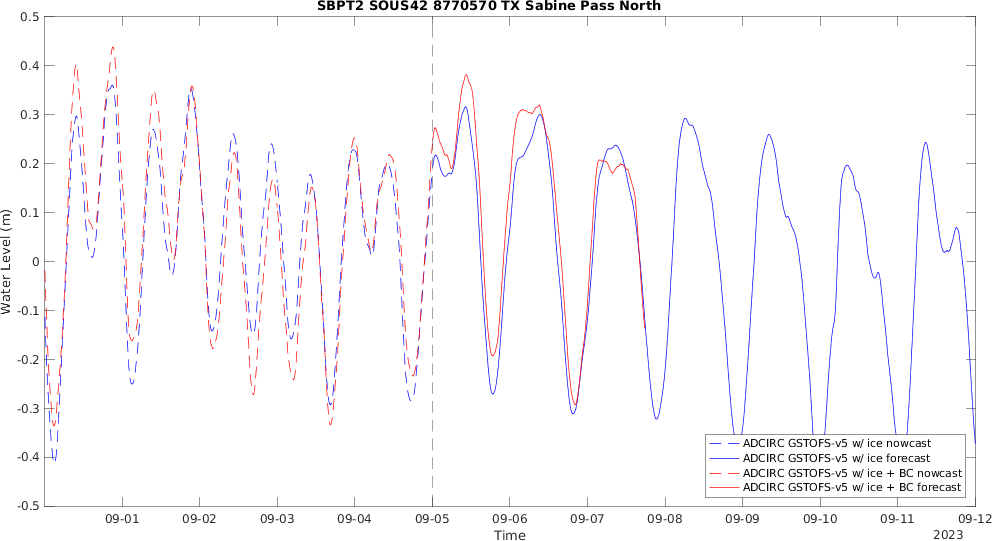 SBPT2 SOUS42 8770570 TX Sabine Pass North
0.5
0.4
0.3
0.2
0.1
0
-0.1
-0.2
-0.3
-0.4
-0.5
Water Level (m)
09-01 09-02 09-03 09-04 09-05 09-06 09-07 09-08 09-09 09-10 09-11 09-12
2023
Time
ADCIRC GSTOFS-v5 w/ ice nowcast
ADCIRC GSTOFS-v5 w/ ice forecast
ADCIRC GSTOFS-v5 w/ ice + BC nowcast
ADCIRC GSTOFS-v5 w/ ice + BC forecast